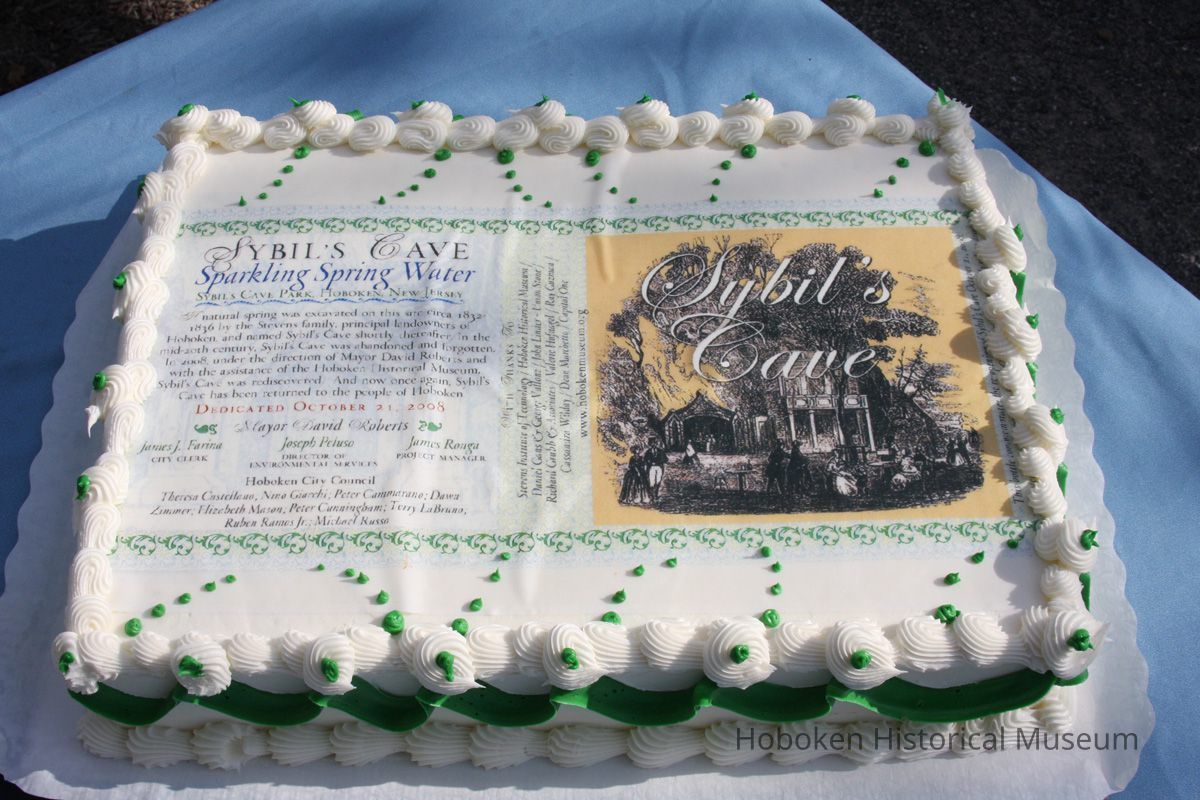 SYBIL'S CAVE
Sparkling Spring Water
SYBIL'S CAVE PARK, HOBOKEN, NEW JERSEY
A natural spring was excavated on this site circa 1832-
1836 by the Stevens family, principal landowners of
Hoboken, and named Sybil's Cave shortly thereafter. In the
mid-20th century, Sybil's Cave was abandoned and forgotten.
In 2008, under the direction of Mayor David Roberts and
with the assistance of the Hoboken Historical Museum,
Sybil's Cave was rediscovered. And now once again, Sybil's
Cave has been returned to the people of Hoboken.
DEDICATED OCTOBER 21, 2008
Mayor David Roberts
James J. Farina Joseph Peluso James Ronga
CITY CLERK DIRECTOR OF PROJECT MANAGER
ENVIRONMENTAL SERVICES
Hoboken City Council
Theresa Castellano, Nino Giacchi; Peter Cammarano; Dawn
Zimmer, Elizabeth Mason; Peter Cunningham; Terry LaBruno,
Ruben Ramos Jr.; Michael Russo
WITH THANKS TO
Stevens Institute of Technology / Hoboken Historical Museum /
www.hobokenmuseum.org
Sybil's
Cave
Hoboken Historical Museum